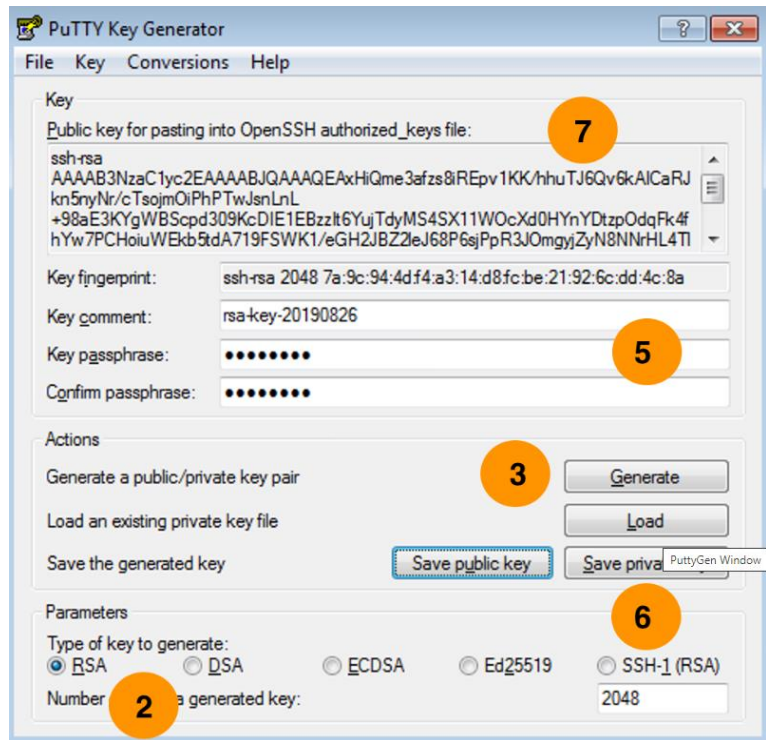 PuTTY Key Generator
File Key Conversions Help
Key
Public key for pasting into OpenSSH authorized_keys file:
7
ssh-rsa
AAAAB3NzaC1yc2EAAAABJQAAAQEAxHiQme3afzs8iREpv1KK/hhuTJ6Qv6kAlCaRJ
kn5nyNr/cTsojmOiPhPTwJsnLnL
+98aE3KYgWBScpd309KcDIE1EBzzlt6YujTdyMS4SX11WOcXd0HYnYDtzpOdqFk4f
hYw7PCHoiuWEkb5tdA719FSWK1/eGH2JBZ2leJ68P6sjPpR3JOmgyjZyN8NNrHL4Tl
Key fingerprint: ssh-rsa 2048 7a:9c:94:4d:f4:a3:14:d8:fc:be:21:92:6c:dd:4c:8a
Key comment: rsa-key-20190826
Key passphrase: ●●●●●●●● 5
Confirm passphrase: ●●●●●●●●
Actions
Generate a public/private key pair 3 Generate
Load an existing private key file Load
Save the generated key Save public key Save priva PuttyGen Window
Parameters 6
Type of key to generate:
RSA DSA ECDSA Ed25519 SSH-1 (RSA)
Number 2 a generated key: 2048